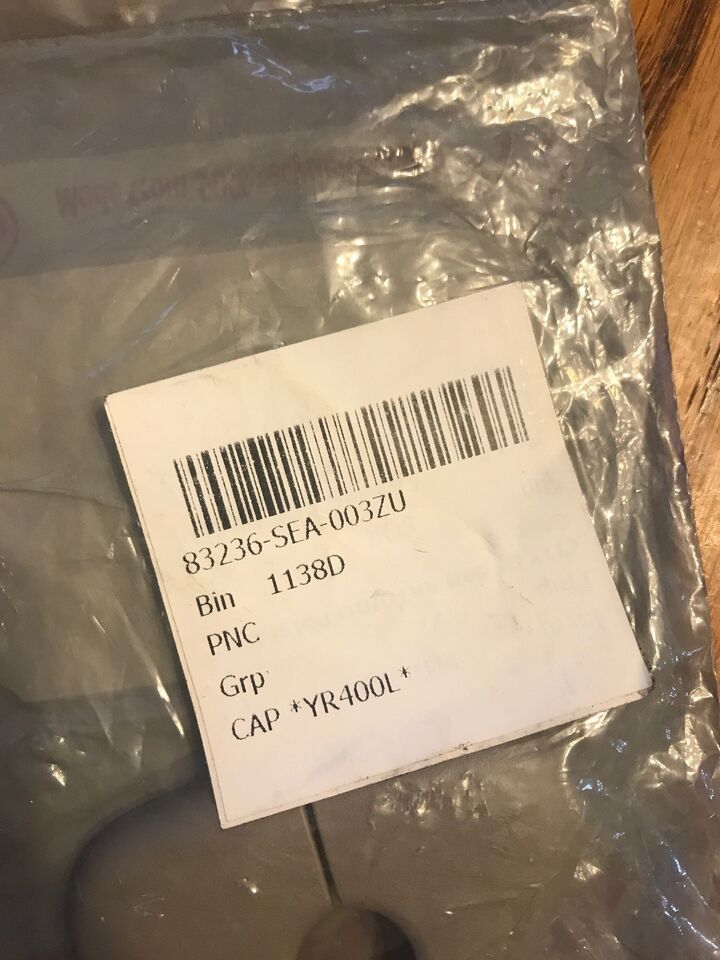 83236-SEA-003ZU
Bin 1138D
PNC
Grp
CAP *YR400L*